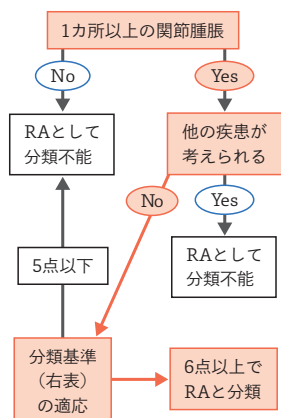 1カ所以上の関節腫脹
No
Yes
RAとして
分類不能
他の疾患が
考えられる
No
Yes
5点以下
RAとして
分類不能
分類基準
（右表）
の適応
6点以上で
RAと分類